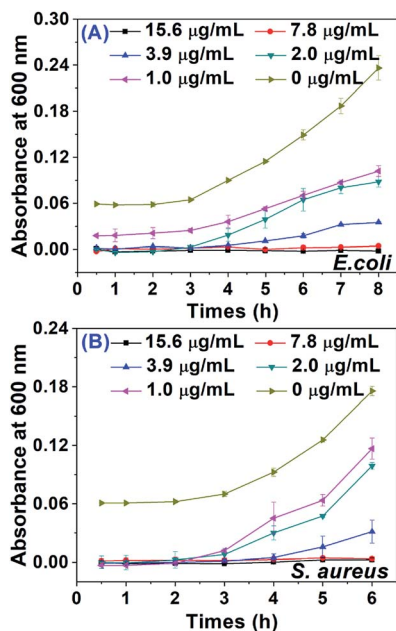 (A)
15.6 μg/mL 7.8 μg/mL
3.9 μg/mL 2.0 μg/mL
1.0 μg/mL 0 μg/mL
Absorbance at 600 nm
0.30
0.24
0.18
0.12
0.06
0.00
E.coli
0 1 2 3 4 5 6 7 8
Times (h)
(B)
15.6 μg/mL 7.8 μg/mL
3.9 μg/mL 2.0 μg/mL
1.0 μg/mL 0 μg/mL
Absorbance at 600 nm
0.24
0.18
0.12
0.06
0.00
S. aureus
0 1 2 3 4 5 6
Times (h)